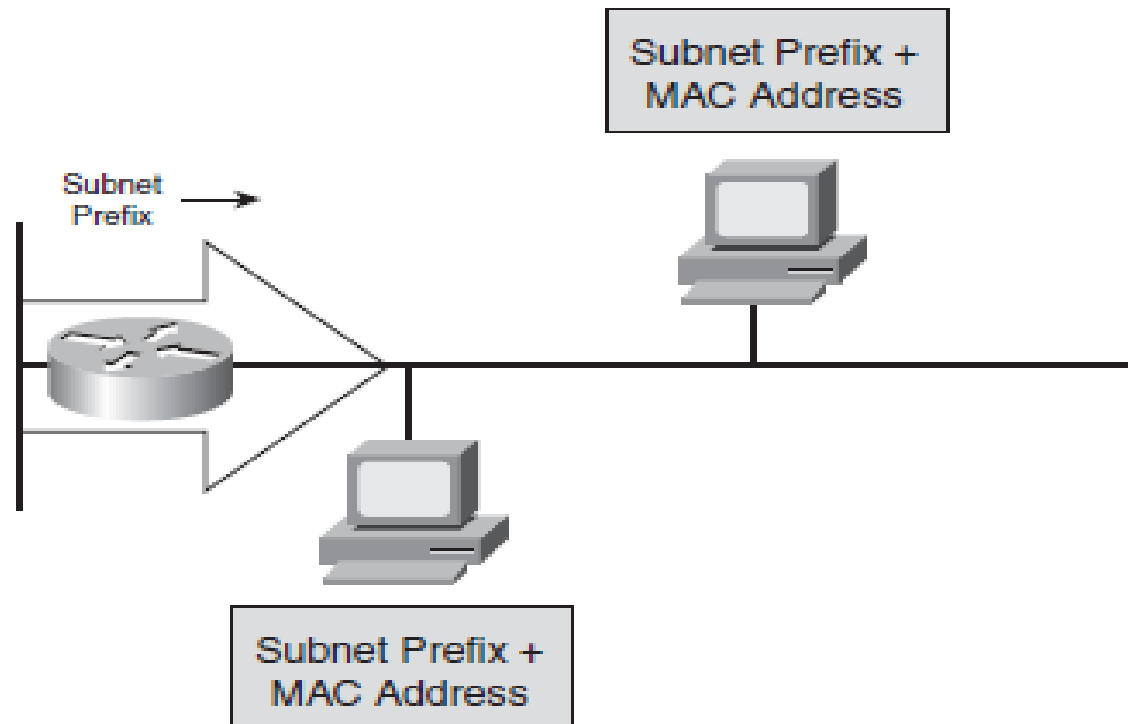 Subnet Prefix +
MAC Address
Subnet
Prefix
Subnet Prefix +
MAC Address